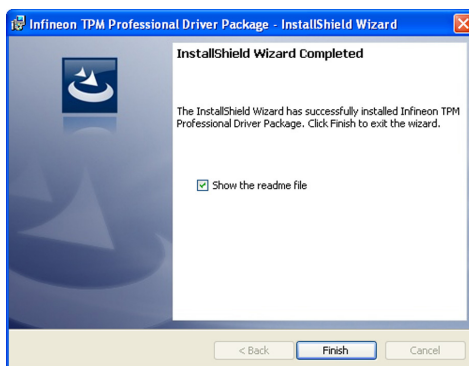 Infineon TPM Professional Driver Package - InstallShield Wizard
InstallShield Wizard Completed
The InstallShield Wizard has successfully installed Infineon TPM
Professional Driver Package. Click Finish to exit the wizard.
Show the readme file
< Back
Finish
Cancel